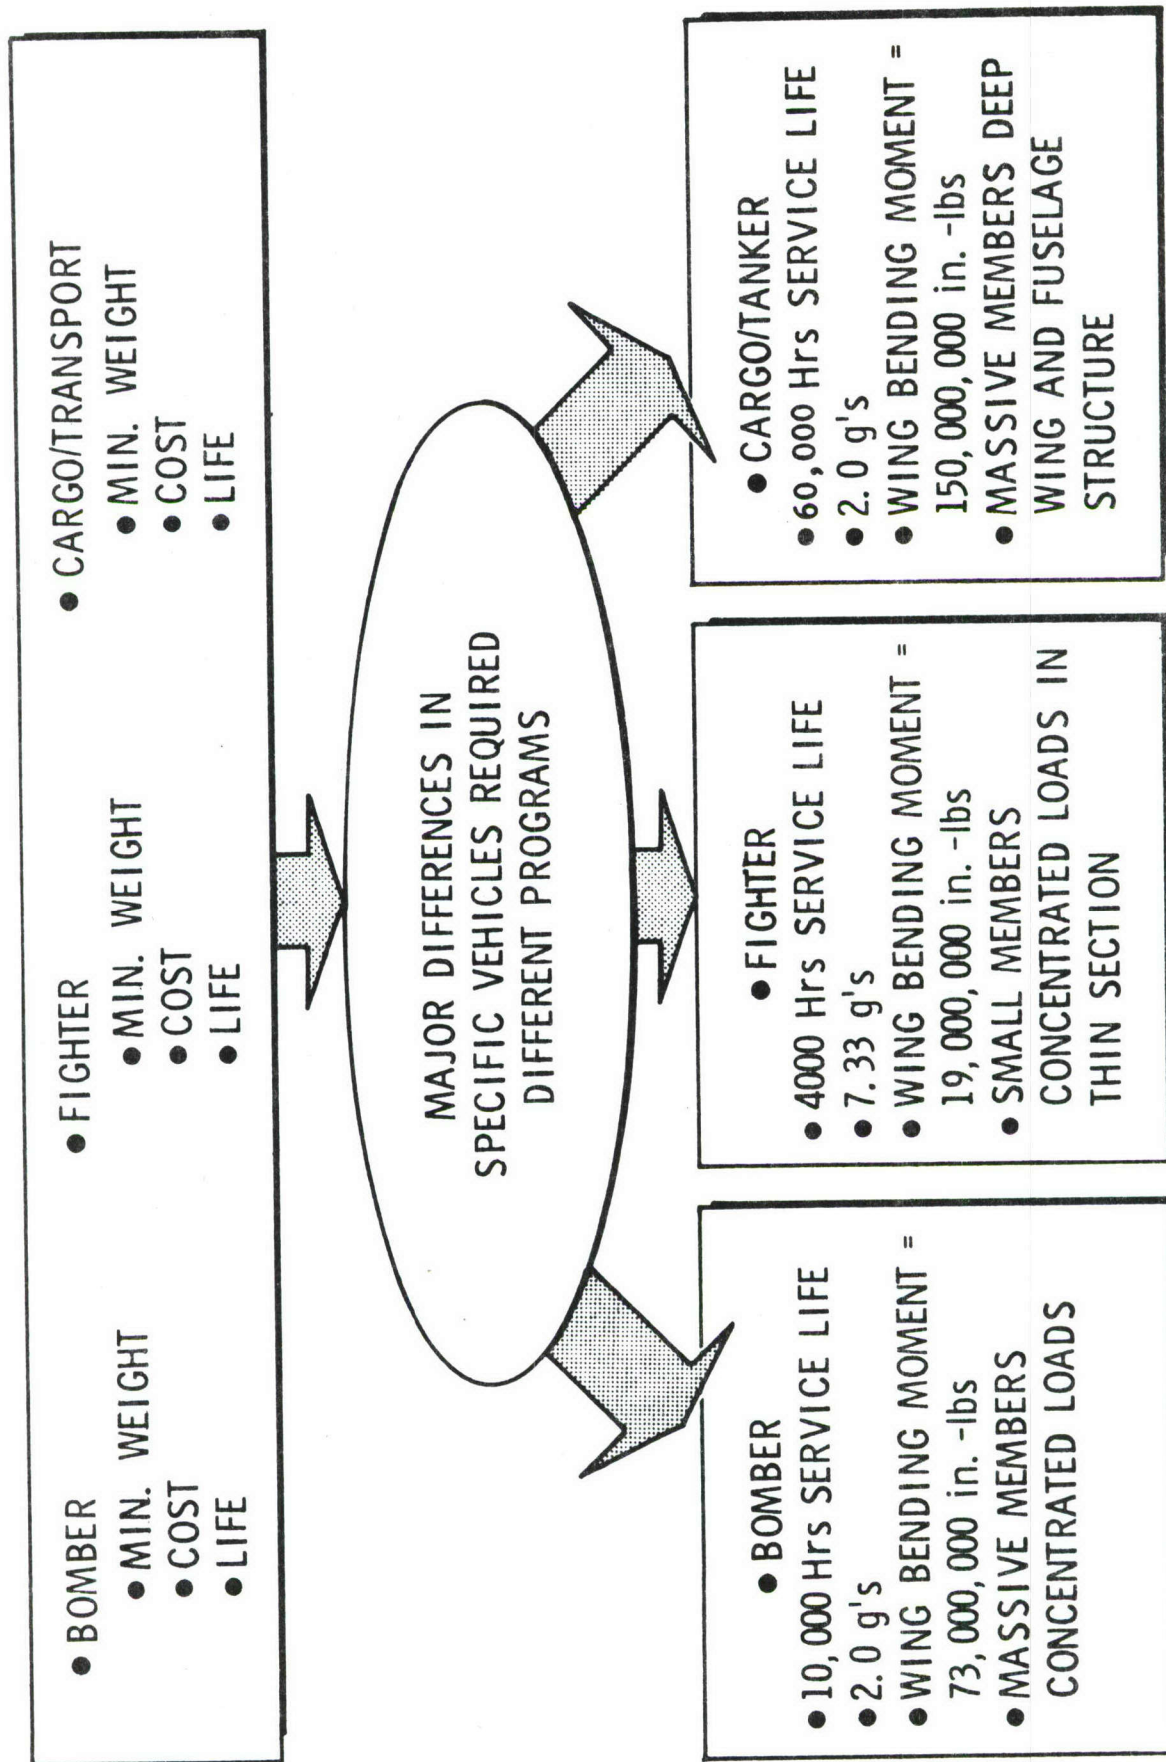 • BOMBER
• MIN. WEIGHT
• COST
• LIFE
• FIGHTER
• MIN. WEIGHT
• COST
• LIFE
• CARGO/TRANSPORT
• MIN. WEIGHT
• COST
• LIFE
MAJOR DIFFERENCES IN
SPECIFIC VEHICLES REQUIRED
DIFFERENT PROGRAMS
• BOMBER
• 10,000 Hrs SERVICE LIFE
• 2.0 g's
• WING BENDING MOMENT =
73,000,000 in. -lbs
• MASSIVE MEMBERS
CONCENTRATED LOADS
• FIGHTER
• 4000 Hrs SERVICE LIFE
• 7.33 g's
• WING BENDING MOMENT =
19,000,000 in. -lbs
• SMALL MEMBERS
CONCENTRATED LOADS IN
THIN SECTION
• CARGO/TANKER
• 60,000 Hrs SERVICE LIFE
• 2.0 g's
• WING BENDING MOMENT =
150,000,000 in. -lbs
• MASSIVE MEMBERS DEEP
WING AND FUSELAGE
STRUCTURE